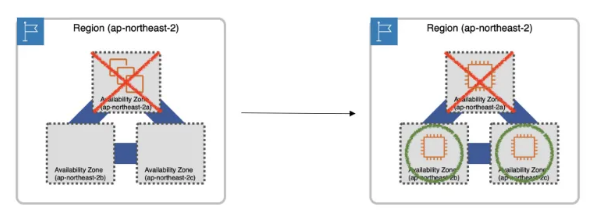 Region (ap-northeast-2)
Availability Zone
(ap-northeast-2a)
Availability Zone
(ap-northeast-2b)
Availability Zone
(ap-northeast-2c)
Region (ap-northeast-2)
Availability Zone
(ap-northeast-2a)
Availability Zone
(ap-northeast-2b)
Availability Zone
(ap-northeast-2c)